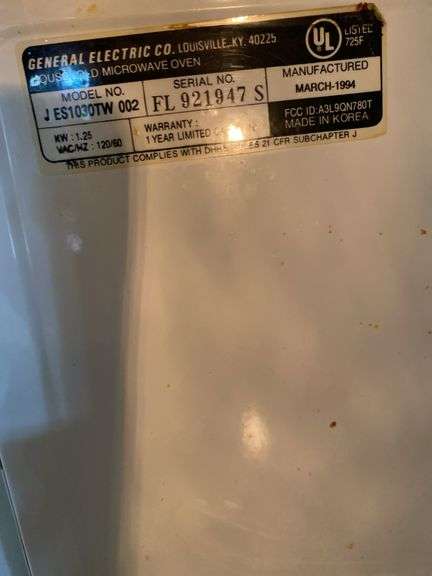 GENERAL ELECTRIC CO. LOUISVILLE, KY. 40225
HOUSEHOLD MICROWAVE OVEN
UL LISTED
725F
MODEL NO.
JES1030TW 002
SERIAL NO.
FL 921947 S
MANUFACTURED
MARCH-1994
KW : 1.25
VAC/HZ : 120/60
WARRANTY :
1 YEAR LIMITED
FCC ID: A3L9QN780T
MADE IN KOREA
THIS PRODUCT COMPLIES WITH 21 CFR SUBCHAPTER J